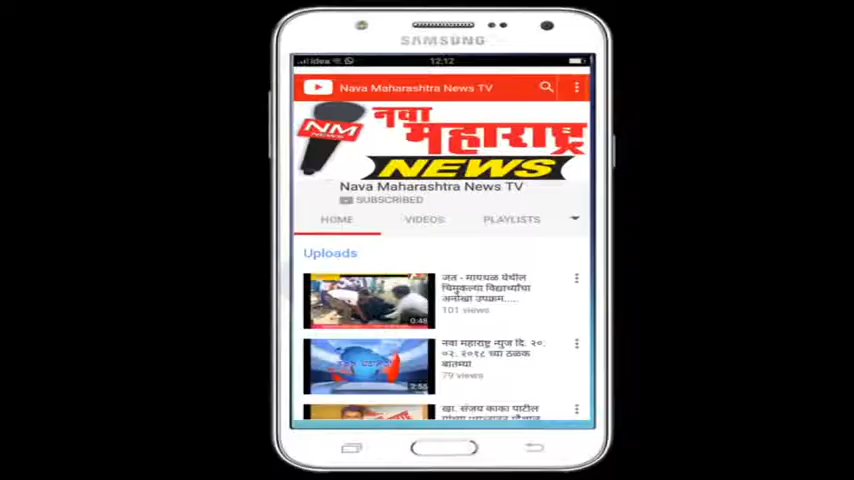 SAMSUNG
Idea
12:12
Nava Maharashtra News TV
नवा
NM
NEWS
महाराष्ट्र
NEWS
Nava Maharashtra News TV
SUBSCRIBED
HOME VIDEOS PLAYLISTS
Uploads
जत - मायथळ येथील
चिमुकल्या विद्यार्थ्यांचा
अनोखा उपक्रम.....
101 views
0:48
नवा महाराष्ट्र न्युज दि. २०.
०२. २०१८ च्या ठळक
बातम्या
79 views
2:55
खा. संजय काका पाटील